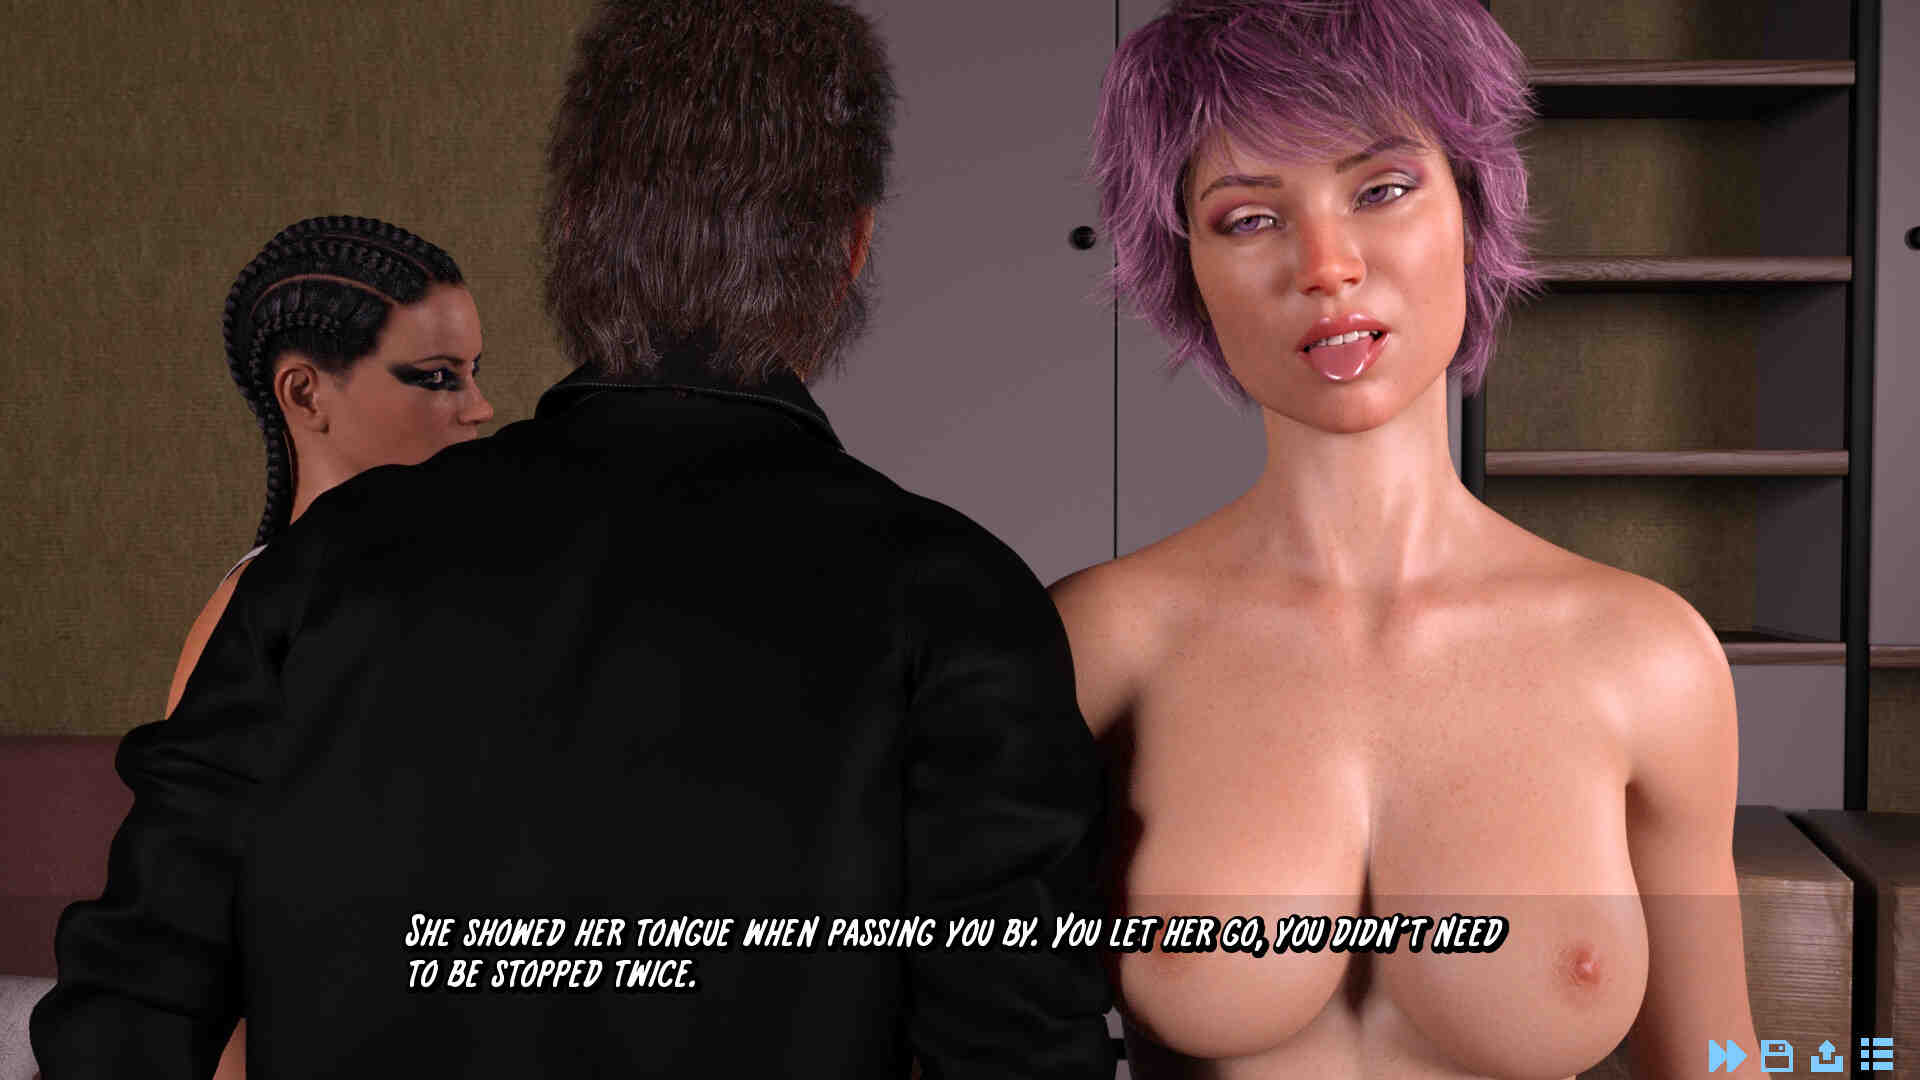 She showed her tongue when passing you by. You let her go, you didn't need
to be stopped twice.